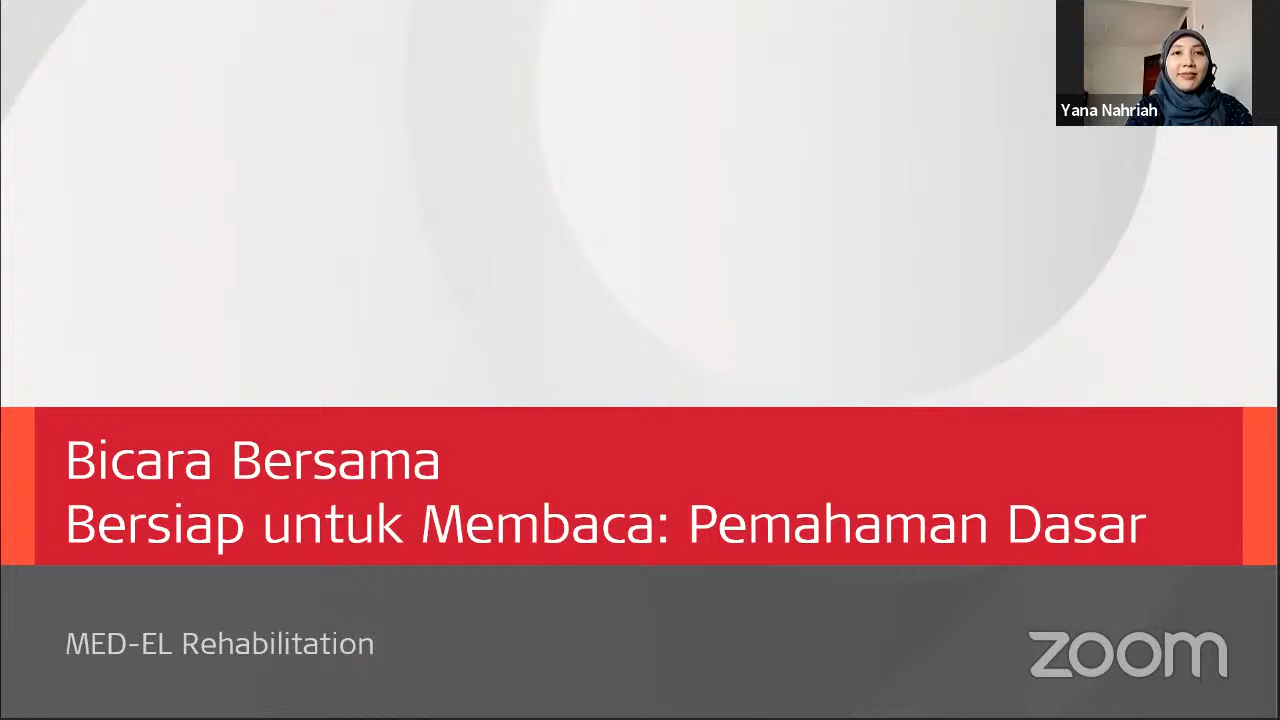 Yana Nahriah
Bicara Bersama
Bersiap untuk Membaca: Pemahaman Dasar
MED-EL Rehabilitation
zoom